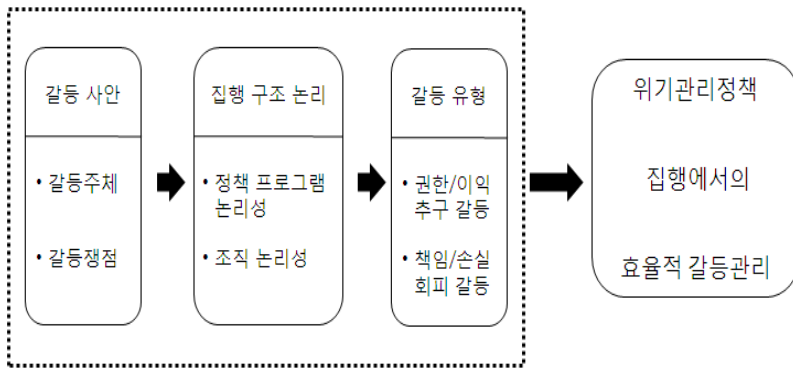 갈등 사안
• 갈등주체
• 갈등쟁점
집행 구조 논리
• 정책 프로그램
논리성
• 조직 논리성
갈등 유형
• 권한/이익
추구 갈등
• 책임/손실
회피 갈등
위기관리정책
집행에서의
효율적 갈등관리